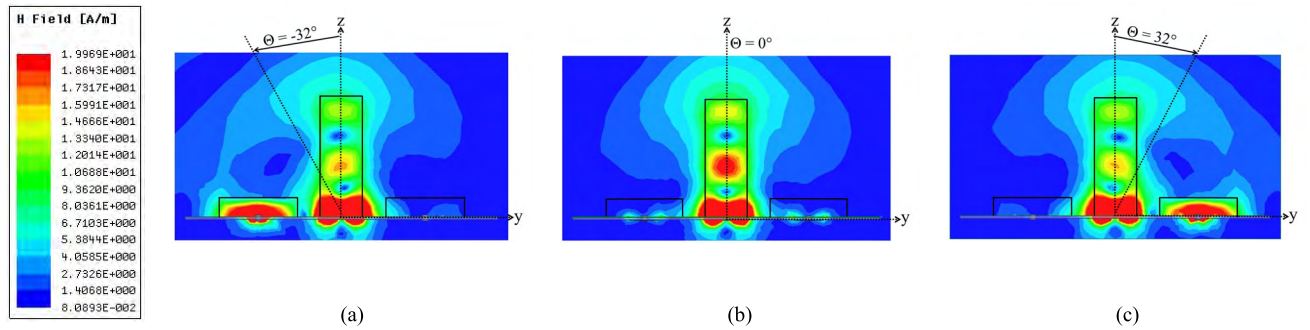 H Field [A/m]
1.9969E+001
1.8643E+001
1.7317E+001
1.5991E+001
1.4666E+001
1.3340E+001
1.2014E+001
1.0688E+001
9.3620E+000
8.0361E+000
6.7103E+000
5.3844E+000
4.0585E+000
2.7326E+000
1.4068E+000
8.0893E-002
z
Θ = -32°
y
(a)
z
Θ = 0°
y
(b)
z
Θ = 32°
y
(c)